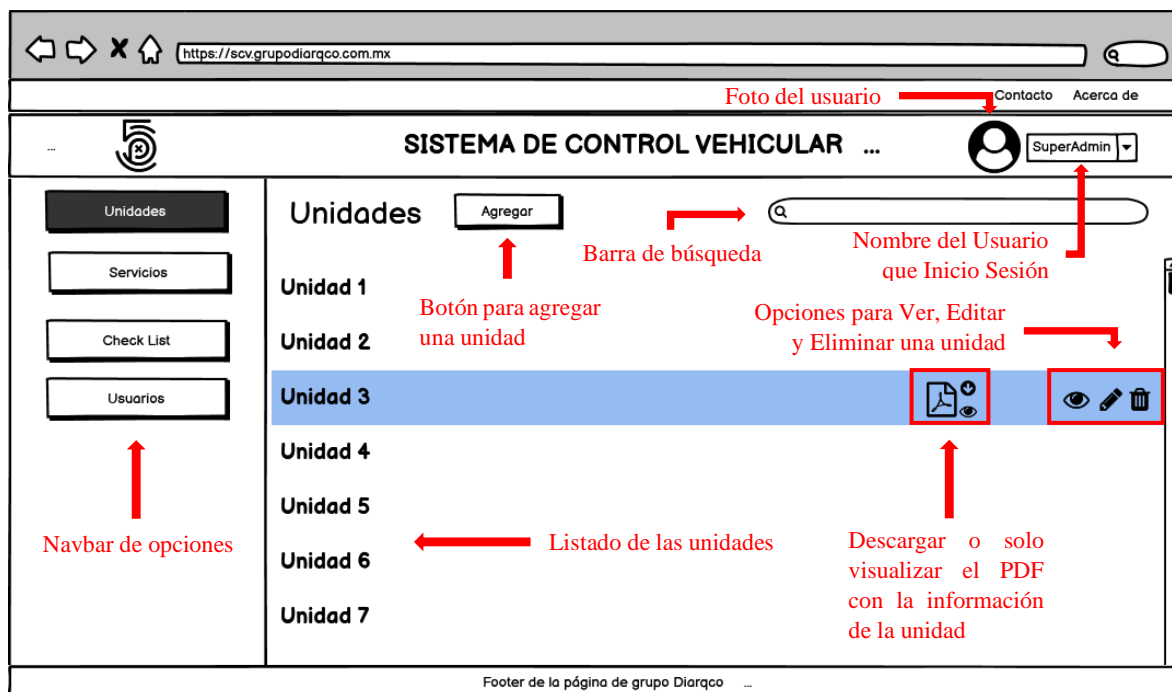 https://scv.grupodiarqco.com.mx
Foto del usuario
Contacto Acerca de
...
SISTEMA DE CONTROL VEHICULAR ...
SuperAdmin
Unidades
Servicios
Check List
Usuarios
Navbar de opciones
Unidades
Agregar
Barra de búsqueda
Nombre del Usuario
que Inicio Sesión
Botón para agregar
una unidad
Opciones para Ver, Editar
y Eliminar una unidad
Unidad 1
Unidad 2
Unidad 3
Unidad 4
Unidad 5
Unidad 6
Unidad 7
Listado de las unidades
Descargar o solo
visualizar el PDF
con la información
de la unidad
Footer de la página de grupo Diarqco ...